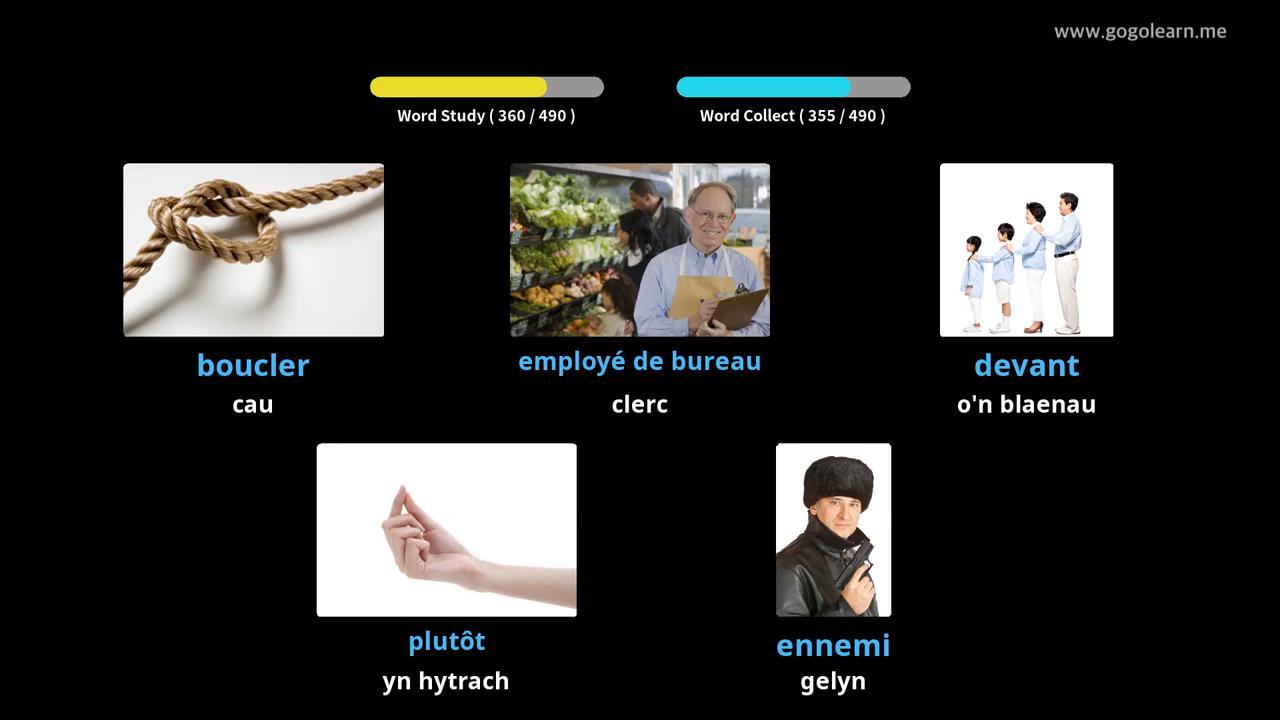 www.gogolearn.me
Word Study ( 360 / 490 )
Word Collect ( 355 / 490 )
boucler
cau
employé de bureau
clerc
devant
o'n blaenau
plutôt
yn hytrach
ennemi
gelyn